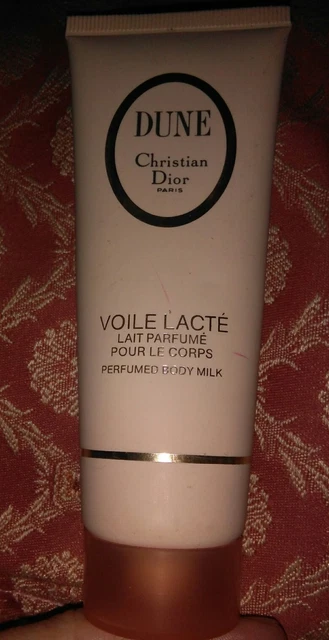 DUNE
Christian
Dior
PARIS
VOILE LACTÉ
LAIT PARFUMÉ
POUR LE CORPS
PERFUMED BODY MILK